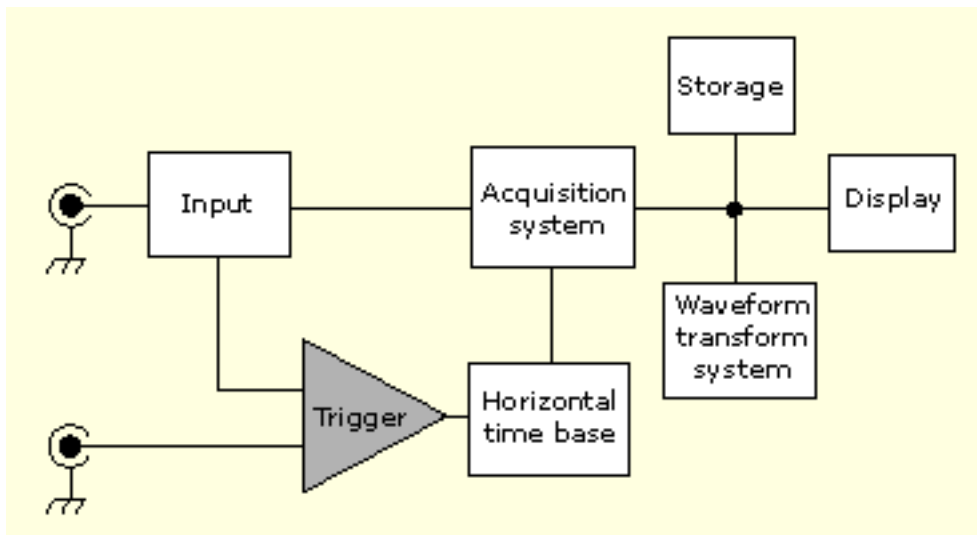 Storage
Input
Acquisition
system
Display
Waveform
transform
system
Trigger
Horizontal
time base